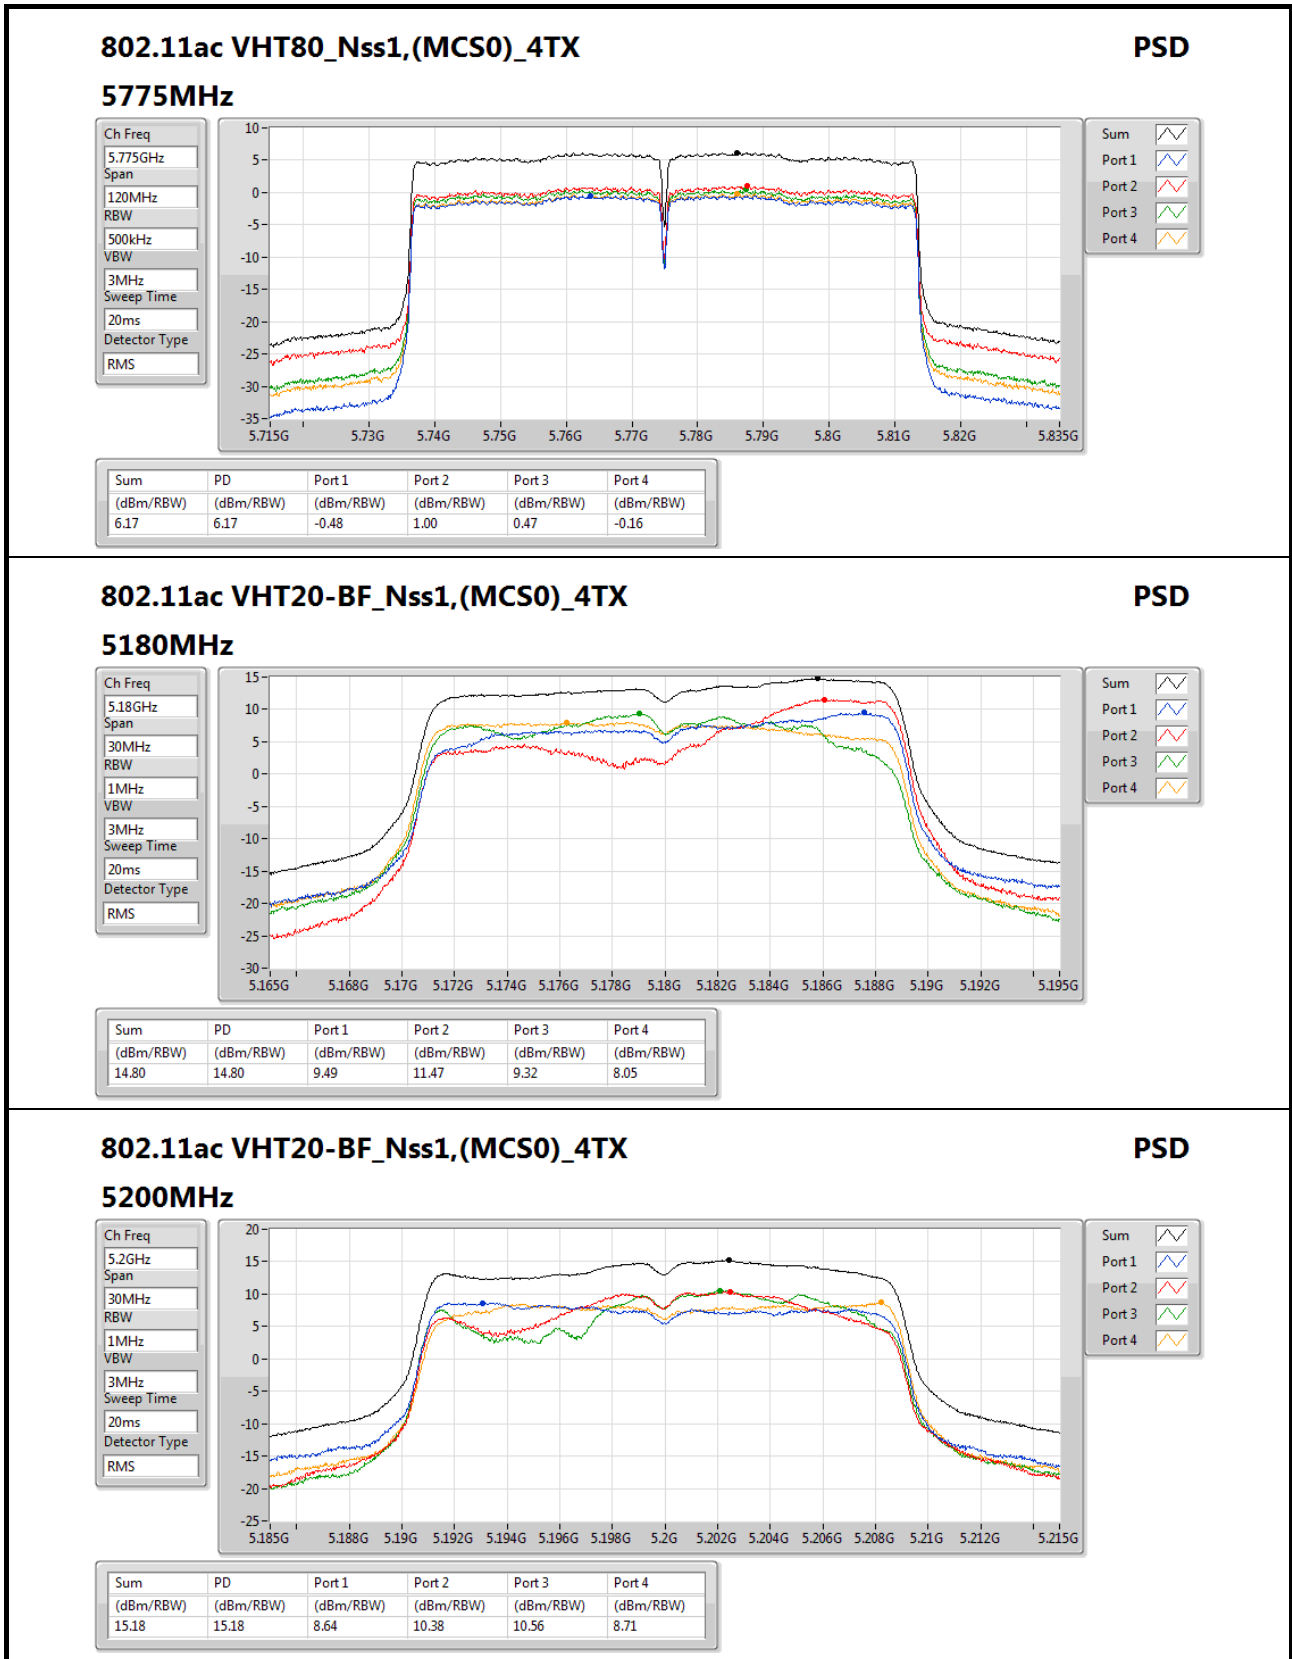 802.11ac VHT80_Nss1,(MCS0)_4TX PSD
5775MHz
Ch Freq
5.775GHz
Span
120MHz
RBW
500kHz
VBW
3MHz
Sweep Time
20ms
Detector Type
RMS
10
5
0
-5
-10
-15
-20
-25
-30
-35
5.715G 5.73G 5.74G 5.75G 5.76G 5.77G 5.78G 5.79G 5.8G 5.81G 5.82G 5.835G
Sum
Port 1
Port 2
Port 3
Port 4
Sum PD Port 1 Port 2 Port 3 Port 4
(dBm/RBW) (dBm/RBW) (dBm/RBW) (dBm/RBW) (dBm/RBW) (dBm/RBW)
6.17 6.17 -0.48 1.00 0.47 -0.16
802.11ac VHT20-BF_Nss1,(MCS0)_4TX PSD
5180MHz
Ch Freq
5.18GHz
Span
30MHz
RBW
1MHz
VBW
3MHz
Sweep Time
20ms
Detector Type
RMS
15
10
5
0
-5
-10
-15
-20
-25
-30
5.165G 5.168G 5.17G 5.172G 5.174G 5.176G 5.178G 5.18G 5.182G 5.184G 5.186G 5.188G 5.19G 5.192G 5.195G
Sum
Port 1
Port 2
Port 3
Port 4
Sum PD Port 1 Port 2 Port 3 Port 4
(dBm/RBW) (dBm/RBW) (dBm/RBW) (dBm/RBW) (dBm/RBW) (dBm/RBW)
14.80 14.80 9.49 11.47 9.32 8.05
802.11ac VHT20-BF_Nss1,(MCS0)_4TX PSD
5200MHz
Ch Freq
5.2GHz
Span
30MHz
RBW
1MHz
VBW
3MHz
Sweep Time
20ms
Detector Type
RMS
20
15
10
5
0
-5
-10
-15
-20
-25
5.185G 5.188G 5.19G 5.192G 5.194G 5.196G 5.198G 5.2G 5.202G 5.204G 5.206G 5.208G 5.21G 5.212G 5.215G
Sum
Port 1
Port 2
Port 3
Port 4
Sum PD Port 1 Port 2 Port 3 Port 4
(dBm/RBW) (dBm/RBW) (dBm/RBW) (dBm/RBW) (dBm/RBW) (dBm/RBW)
15.18 15.18 8.64 10.38 10.56 8.71